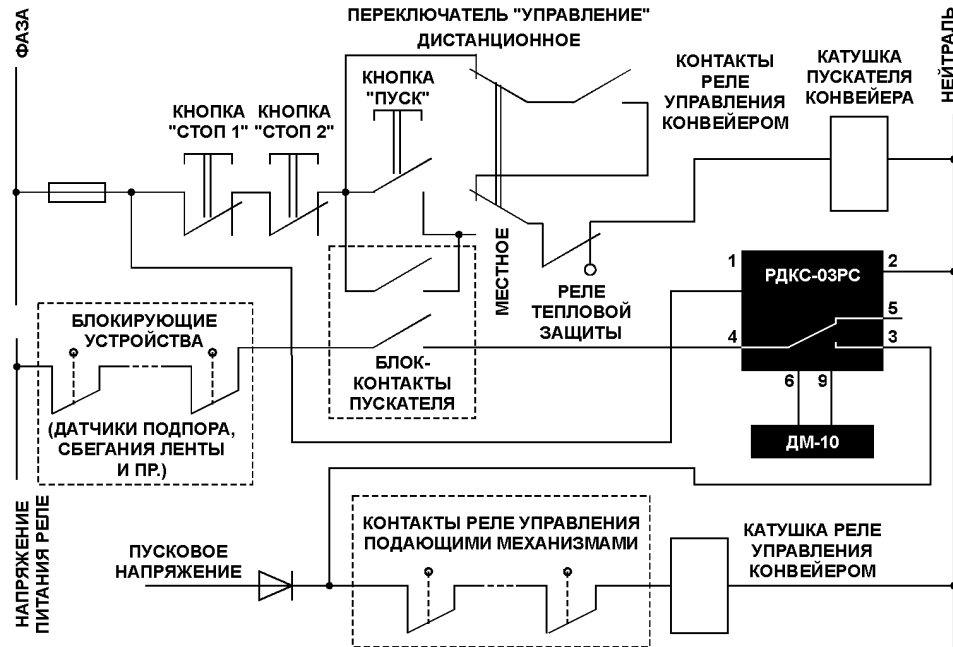 ПЕРЕКЛЮЧАТЕЛЬ "УПРАВЛЕНИЕ"
ДИСТАНЦИОННОЕ
ФАЗА
НЕЙТРАЛЬ
КНОПКА
"СТОП 1"
КНОПКА
"СТОП 2"
КНОПКА
"ПУСК"
КОНТАКТЫ
РЕЛЕ
УПРАВЛЕНИЯ
КОНВЕЙЕРОМ
КАТУШКА
ПУСКАТЕЛЯ
КОНВЕЙЕРА
МЕСТНОЕ
РЕЛЕ
ТЕПЛОВОЙ
ЗАЩИТЫ
1
РДКС-03РС
2
5
4
3
6
9
ДМ-10
БЛОКИРУЮЩИЕ
УСТРОЙСТВА
(ДАТЧИКИ ПОДПОРА,
СБЕГАНИЯ ЛЕНТЫ
И ПР.)
БЛОК-
КОНТАКТЫ
ПУСКАТЕЛЯ
НАПРЯЖЕНИЕ
ПИТАНИЯ РЕЛЕ
ПУСКОВОЕ
НАПРЯЖЕНИЕ
КОНТАКТЫ РЕЛЕ УПРАВЛЕНИЯ
ПОДАЮЩИМИ МЕХАНИЗМАМИ
КАТУШКА РЕЛЕ
УПРАВЛЕНИЯ
КОНВЕЙЕРОМ